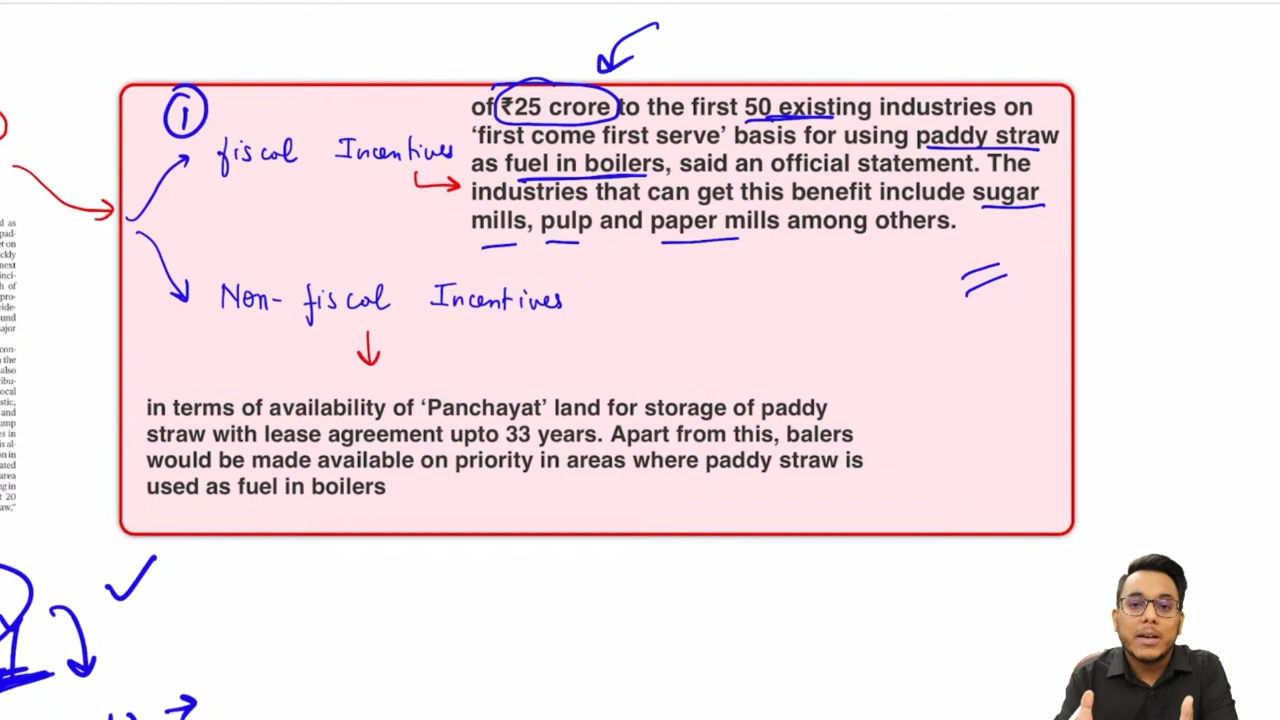 ①
fiscal Incentives
of ₹25 crore to the first 50 existing industries on
‘first come first serve’ basis for using paddy straw
as fuel in boilers, said an official statement. The
industries that can get this benefit include sugar
mills, pulp and paper mills among others.
Non-fiscal Incentives
in terms of availability of ‘Panchayat’ land for storage of paddy
straw with lease agreement upto 33 years. Apart from this, balers
would be made available on priority in areas where paddy straw is
used as fuel in boilers